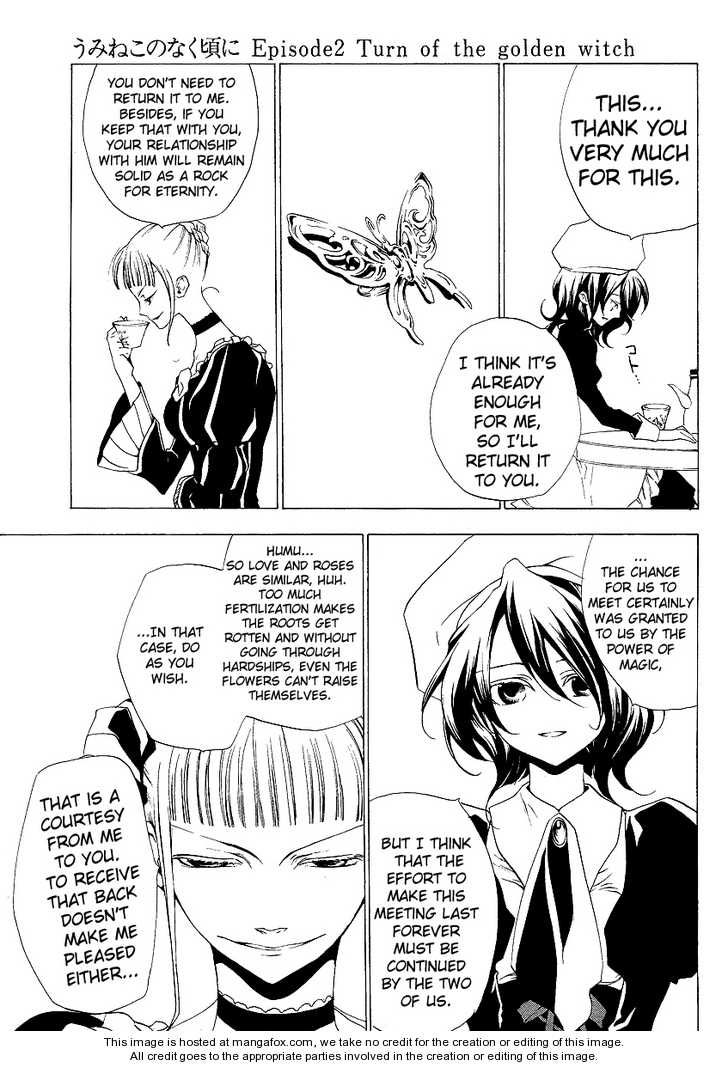 うみねこのなく頃に Episode2 Turn of the golden witch
THIS...
THANK YOU
VERY MUCH
FOR THIS.
トコ…
I THINK IT'S
ALREADY
ENOUGH
FOR ME,
SO I'LL
RETURN IT
TO YOU.
YOU DON'T NEED TO
RETURN IT TO ME.
BESIDES, IF YOU
KEEP THAT WITH YOU,
YOUR RELATIONSHIP
WITH HIM WILL REMAIN
SOLID AS A ROCK
FOR ETERNITY.
...
THE CHANCE
FOR US TO
MEET CERTAINLY
WAS GRANTED
TO US BY THE
POWER OF
MAGIC,
BUT I THINK
THAT THE
EFFORT TO
MAKE THIS
MEETING LAST
FOREVER
MUST BE
CONTINUED
BY THE TWO
OF US.
HUMU...
SO LOVE AND ROSES
ARE SIMILAR, HUH.
TOO MUCH
FERTILIZATION MAKES
THE ROOTS GET
ROTTEN AND WITHOUT
GOING THROUGH
HARDSHIPS, EVEN THE
FLOWERS CAN'T RAISE
THEMSELVES.
...IN THAT
CASE, DO
AS YOU
WISH.
THAT IS A
COURTESY
FROM ME
TO YOU.
TO RECEIVE
THAT BACK
DOESN'T
MAKE ME
PLEASED
EITHER...
This image is hosted at mangafox.com, we take no credit for the creation or editing of this image.
All credit goes to the appropriate parties involved in the creation or editing of this image.